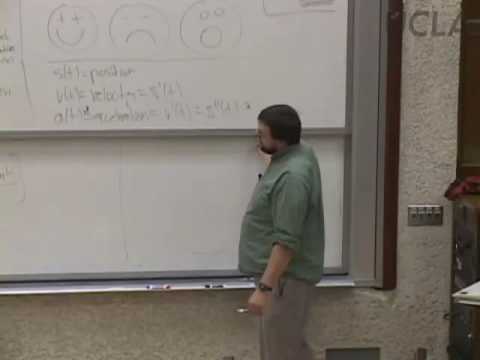 CLA
s(t)=position
v(t)=velocity=s'(t)
a(t)=acceleration= v'(t) = s''(t)